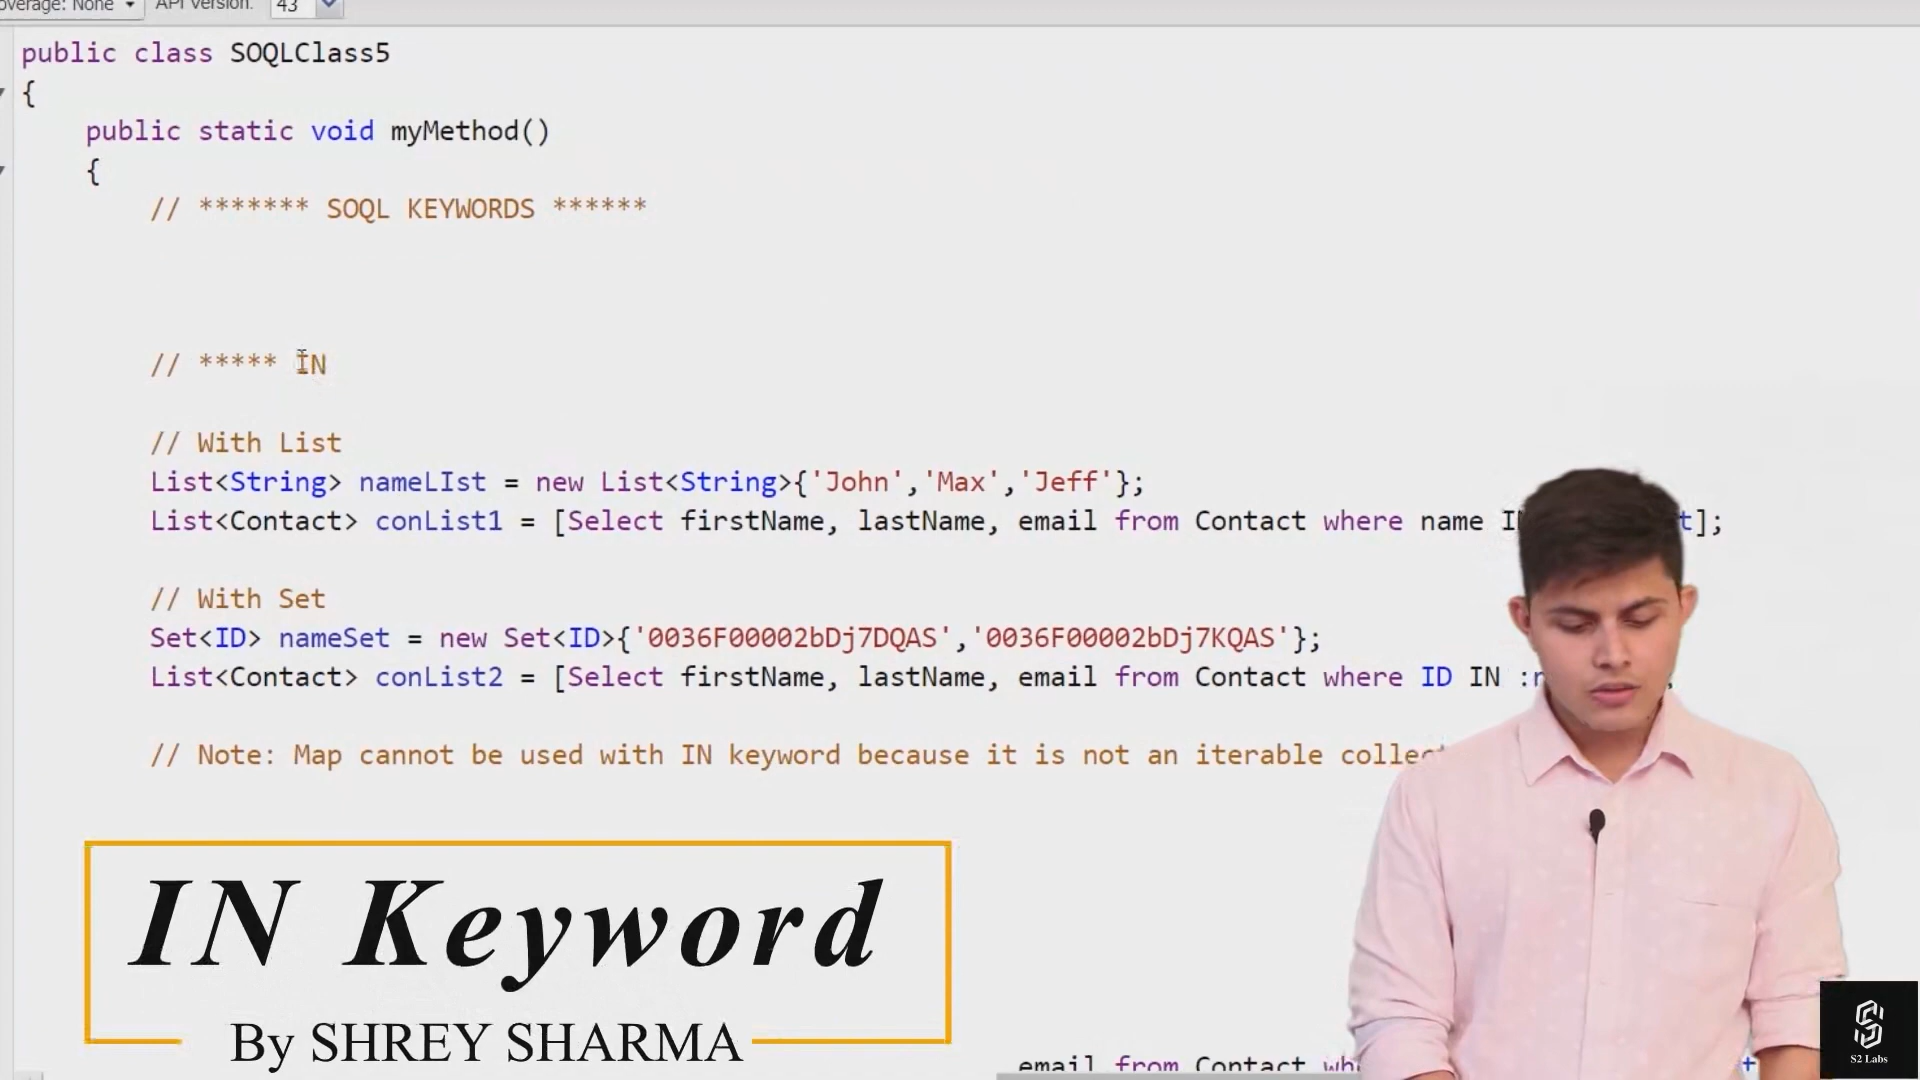 overage: None API Version: 43
public class SOQLClass5
{
public static void myMethod()
{
// ******* SOQL KEYWORDS ******
// ***** IN
// With List
List<String> nameLIst = new List<String>{'John','Max','Jeff'};
List<Contact> conList1 = [Select firstName, lastName, email from Contact where name t];
// With Set
Set<ID> nameSet = new Set<ID>{'0036F00002bDj7DQAS','0036F00002bDj7KQAS'};
List<Contact> conList2 = [Select firstName, lastName, email from Contact where ID IN :
// Note: Map cannot be used with IN keyword because it is not an iterable
IN Keyword
By SHREY SHARMA
email from Contact
S2 Labs